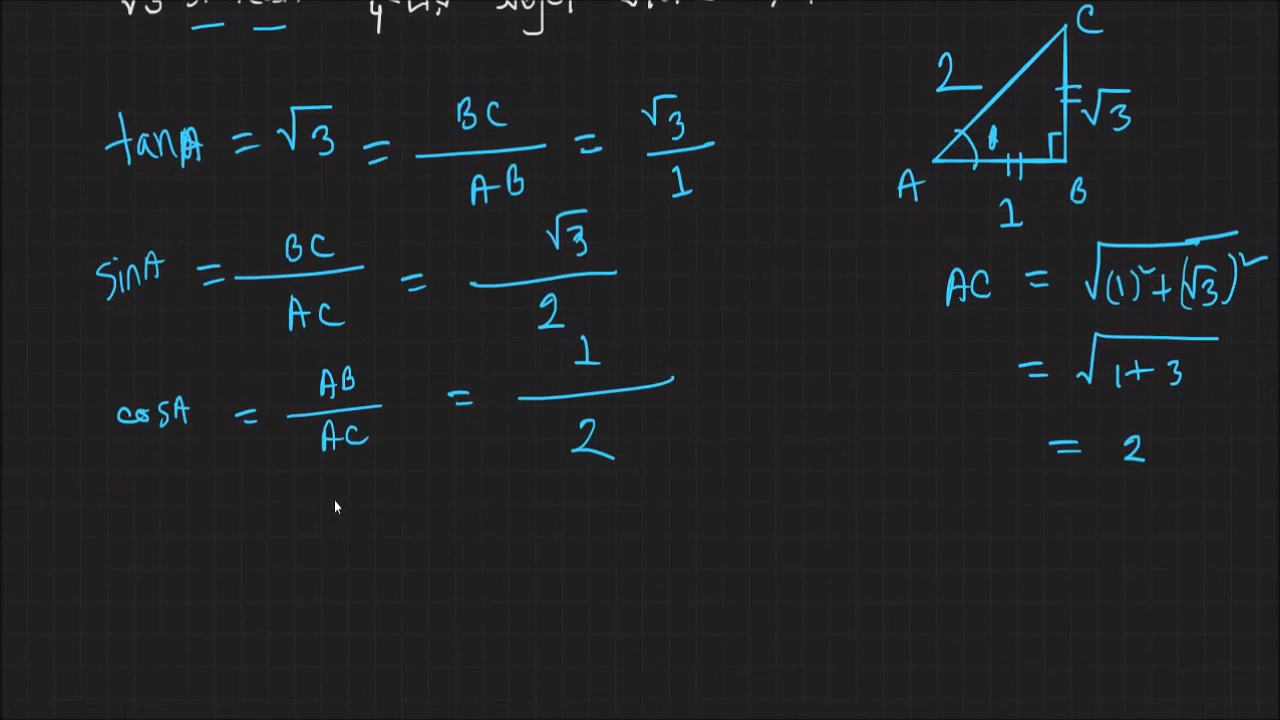 tanA = √3 = BC/AB = √3/1
sinA = BC/AC = √3/2
cosA = AB/AC = 1/2
C
2
√3
A
B
1
AC = √(1)²+(√3)²
= √1+3
= 2